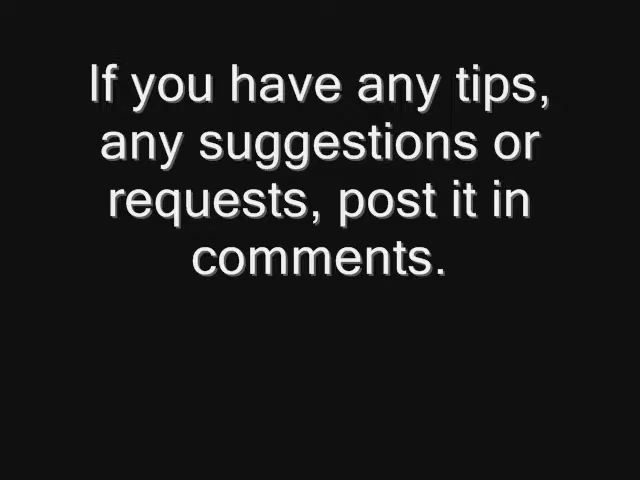 If you have any tips,
any suggestions or
requests, post it in
comments.